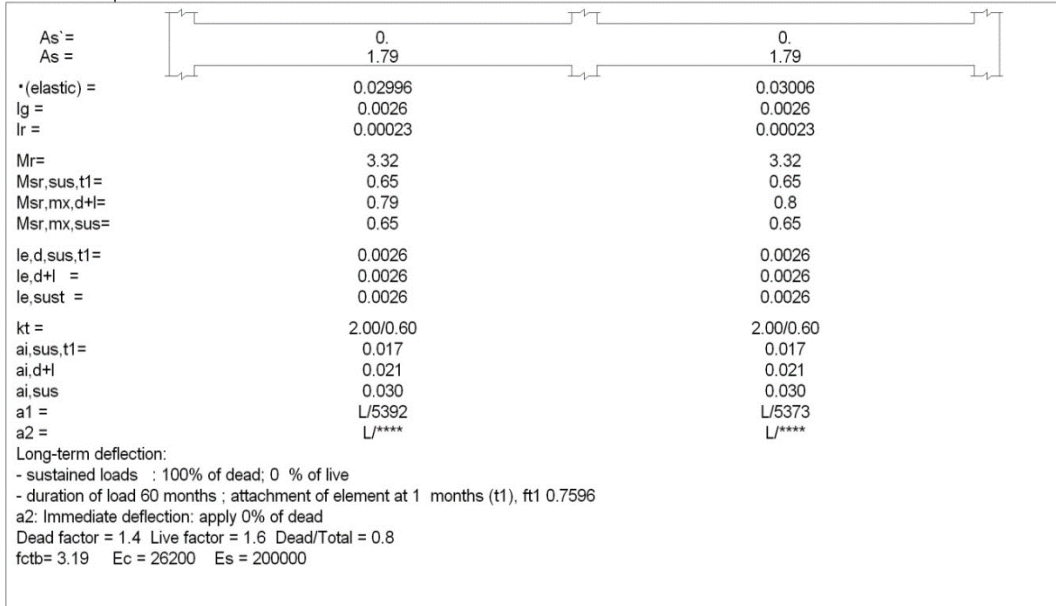 As`= 0. 0.
As = 1.79 1.79
•(elastic) = 0.02996 0.03006
Ig = 0.0026 0.0026
Ir = 0.00023 0.00023
Mr= 3.32 3.32
Msr,sus,t1= 0.65 0.65
Msr,mx,d+l= 0.79 0.8
Msr,mx,sus= 0.65 0.65
Ie,d,sus,t1= 0.0026 0.0026
Ie,d+l = 0.0026 0.0026
Ie,sust = 0.0026 0.0026
kt = 2.00/0.60 2.00/0.60
ai,sus,t1= 0.017 0.017
ai,d+l 0.021 0.021
ai,sus 0.030 0.030
a1 = L/5392 L/5373
a2 = L/**** L/****
Long-term deflection:
- sustained loads : 100% of dead; 0 % of live
- duration of load 60 months ; attachment of element at 1 months (t1), ft1 0.7596
a2: Immediate deflection: apply 0% of dead
Dead factor = 1.4 Live factor = 1.6 Dead/Total = 0.8
fctb= 3.19 Ec = 26200 Es = 200000